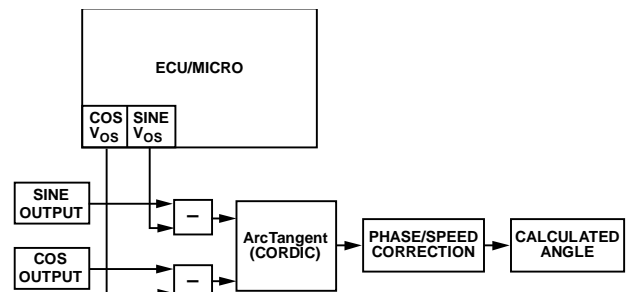 ECU/MICRO
COS SINE
VOS VOS
SINE
OUTPUT
–
ArcTangent
(CORDIC)
PHASE/SPEED
CORRECTION
CALCULATED
ANGLE
COS
OUTPUT
–